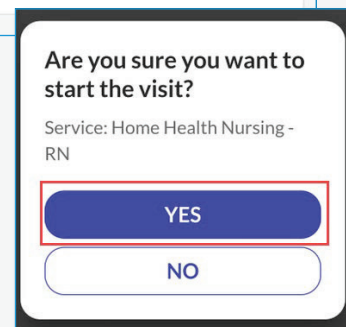 Are you sure you want to
start the visit?
Service: Home Health Nursing -
RN
YES
NO